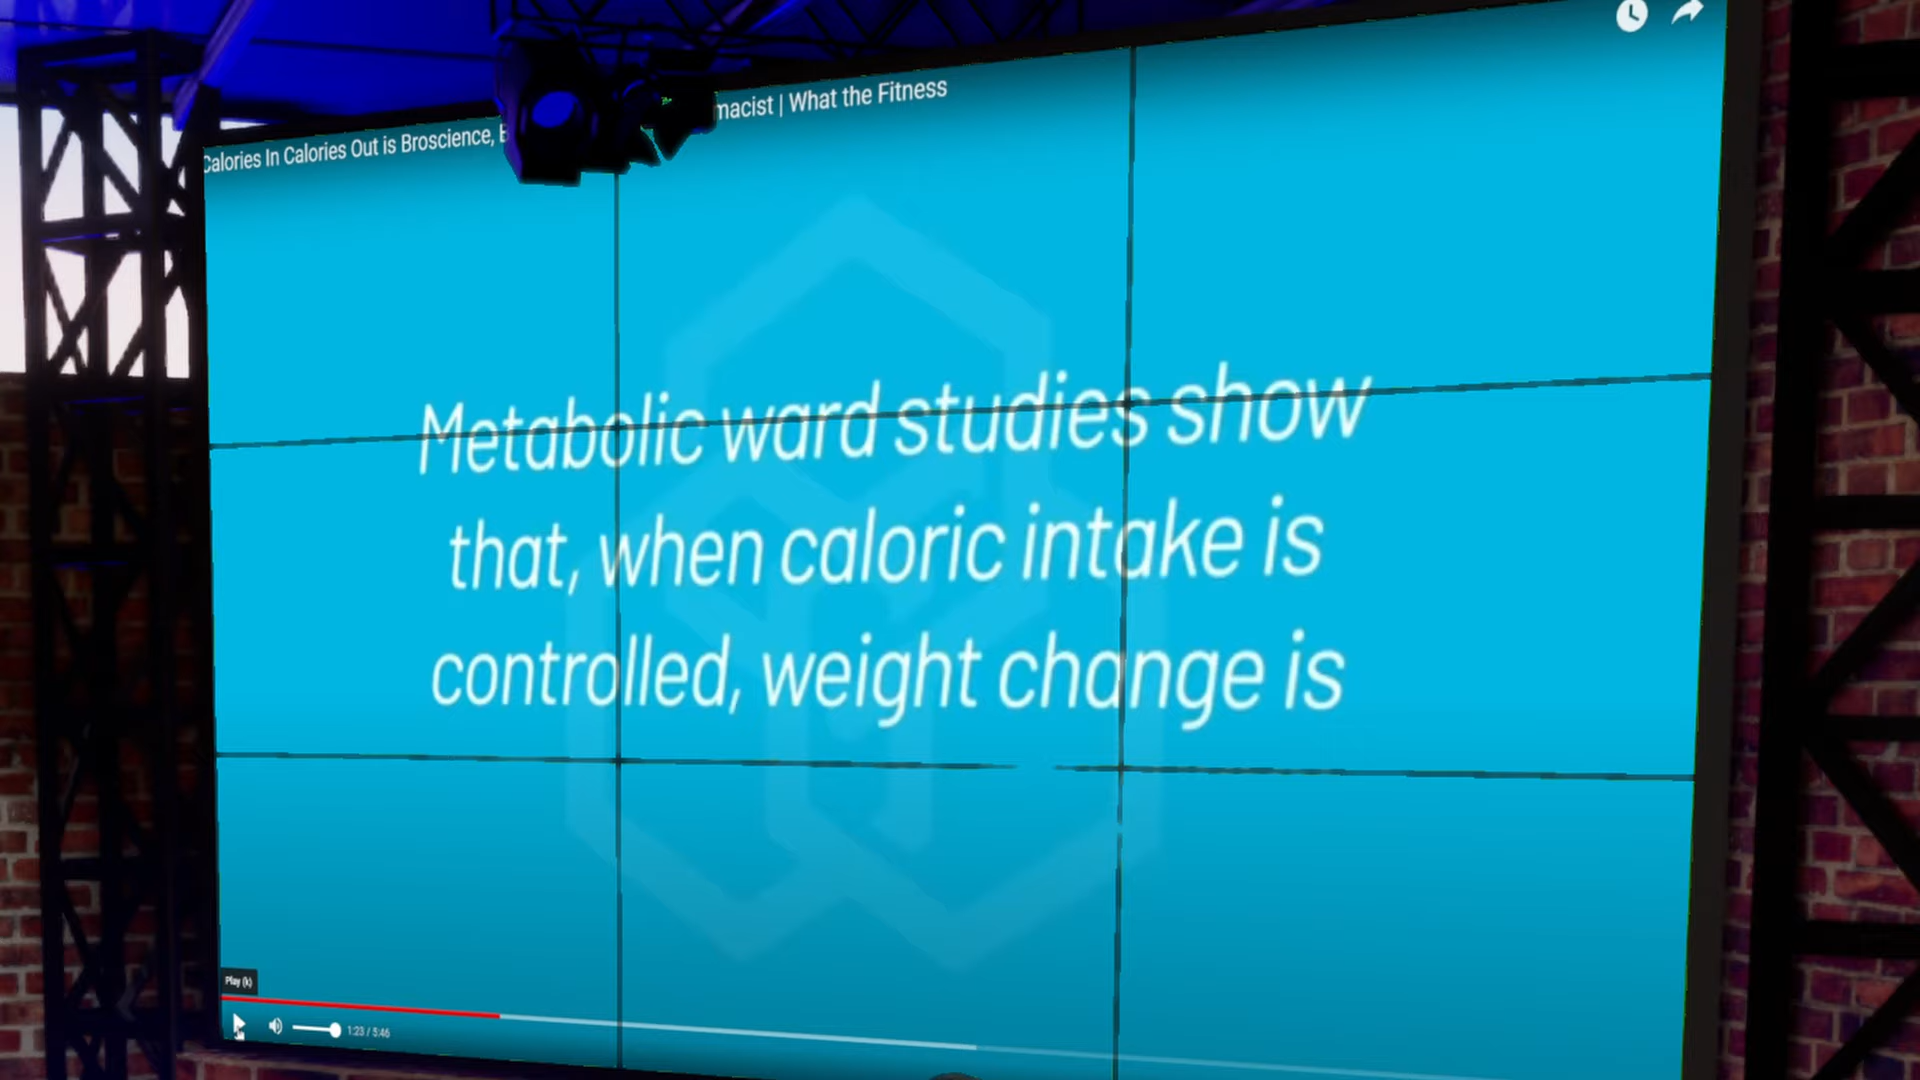 Calories In Calories Out is Broscience,
| What the Fitness
Metabolic ward studies show
that, when caloric intake is
controlled, weight change is
Play (k)
1:23 / 5:46